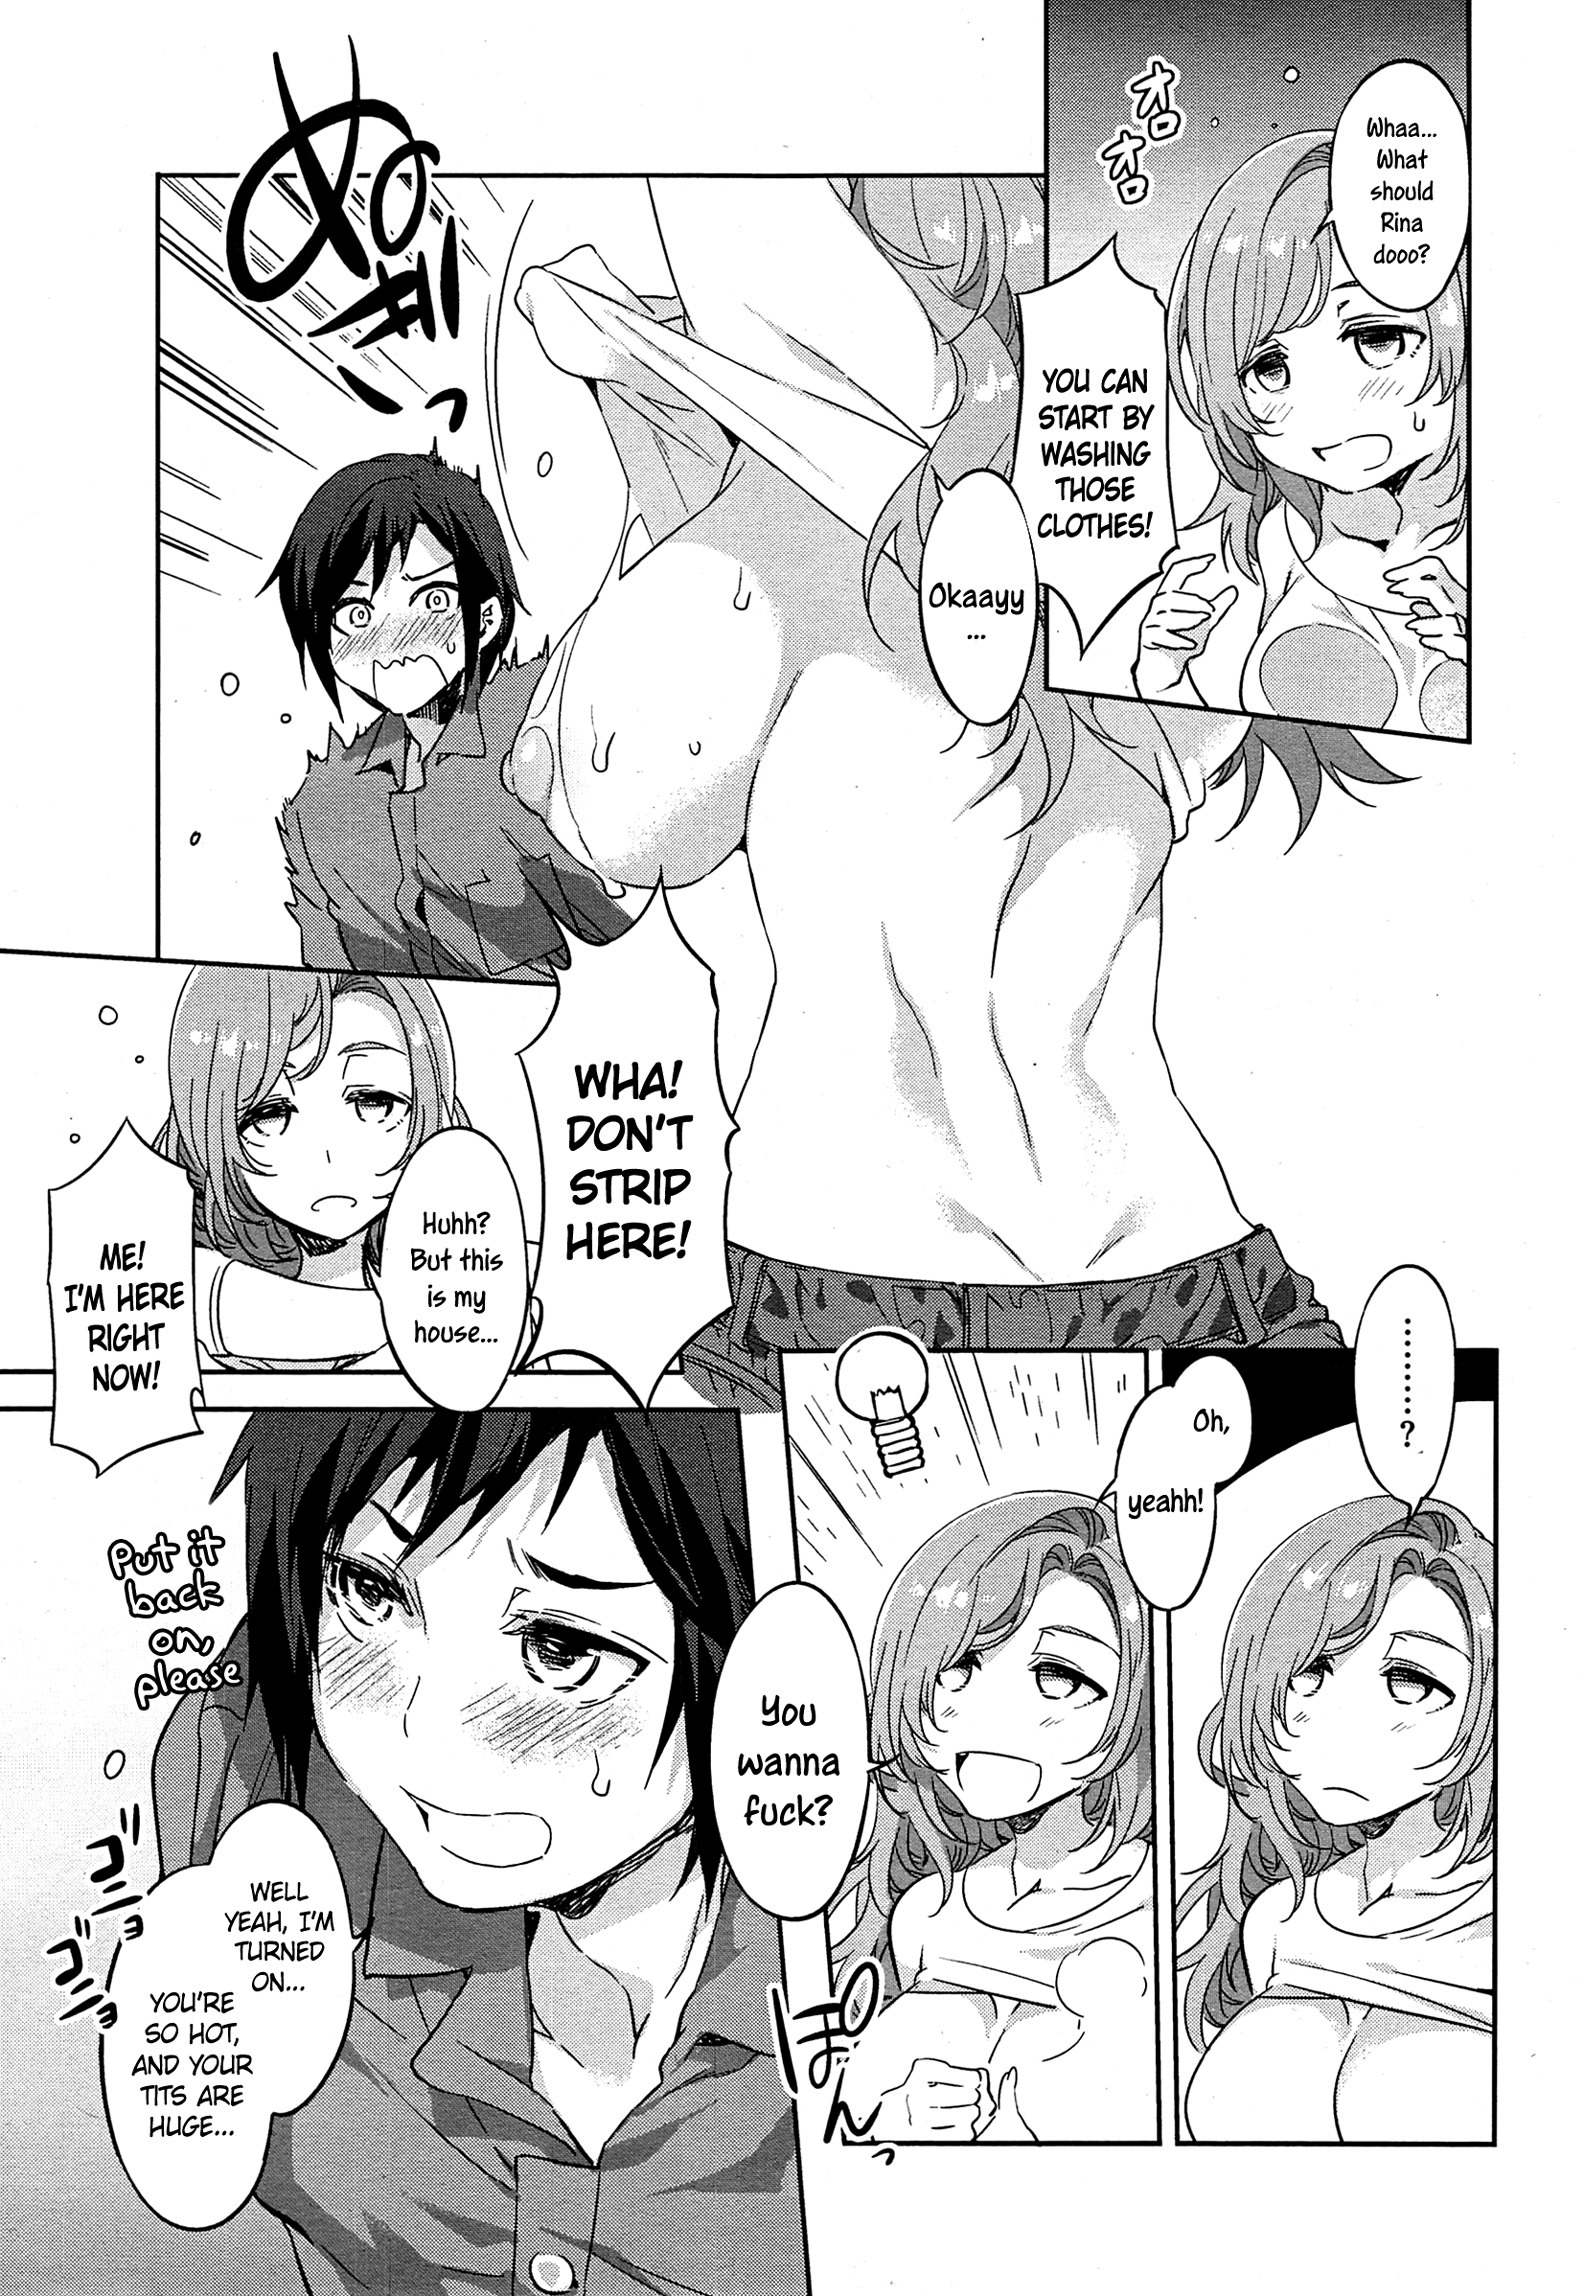 Whaa...
What
should
Rina
dooo?
オロ
オロ
YOU CAN
START BY
WASHING
THOSE
CLOTHES!
Okaayy
...
ぬぎっ
WHA!
DON'T
STRIP
HERE!
Huhh?
But this
is my
house...
ME!
I'M HERE
RIGHT
NOW!
.........?
Oh,
yeahh!
ぽんっ
You
wanna
fuck?
WELL
YEAH, I'M
TURNED
ON...
YOU'RE
SO HOT,
AND YOUR
TITS ARE
HUGE...
Put it
back
on,
please
ゴニョ
ゴニョ